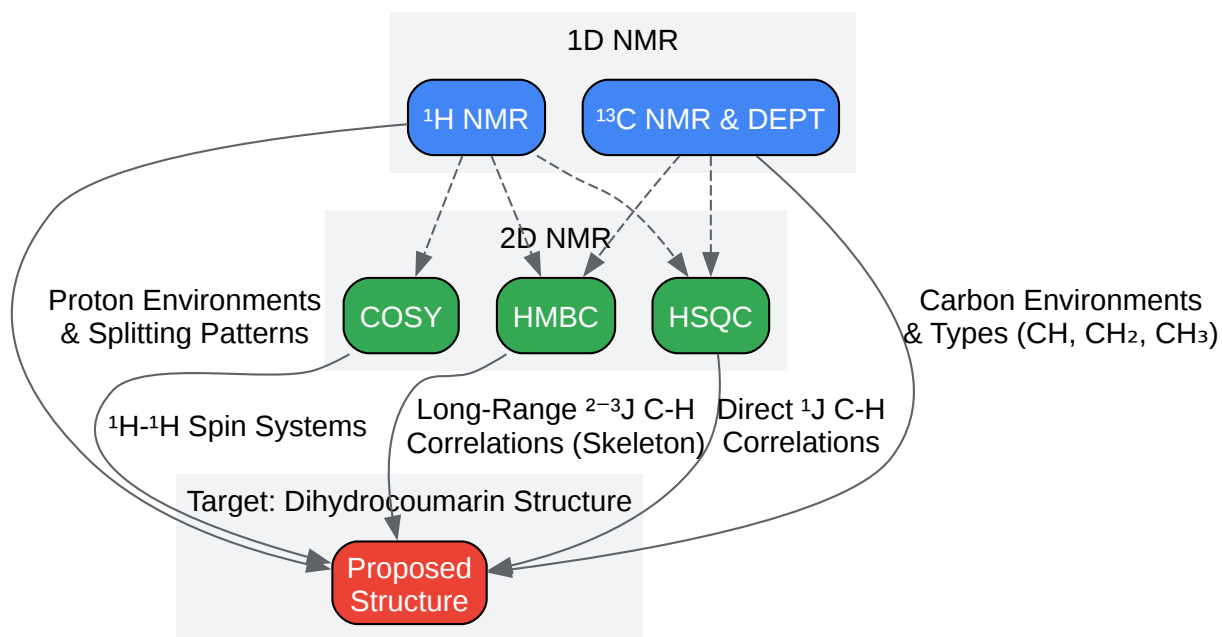 1D NMR
¹H NMR
¹³C NMR & DEPT
2D NMR
COSY
HMBC
HSQC
Proton Environments
& Splitting Patterns
Carbon Environments
& Types (CH, CH₂, CH₃)
¹H-¹H Spin Systems
Long-Range ²⁻³J C-H
Correlations (Skeleton)
Direct ¹J C-H
Correlations
Target: Dihydrocoumarin Structure
Proposed
Structure